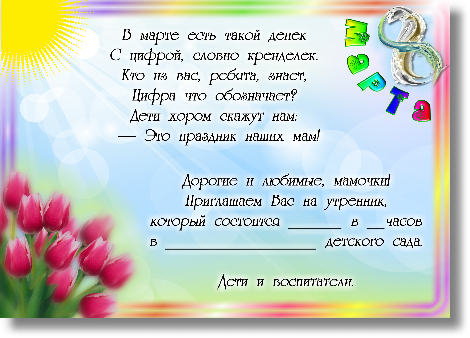 В марте есть такой денек
С цифрой, словно кренделек.
Кто из вас, ребята, знает,
Цифра что обозначает?
Дети хором скажут нам:
— Это праздник наших мам!
8 марта
Дорогие и любимые, мамочки!
Приглашаем Вас на утренник,
который состоится _______ в __часов
в ____________________ детского сада.
Дети и воспитатели.